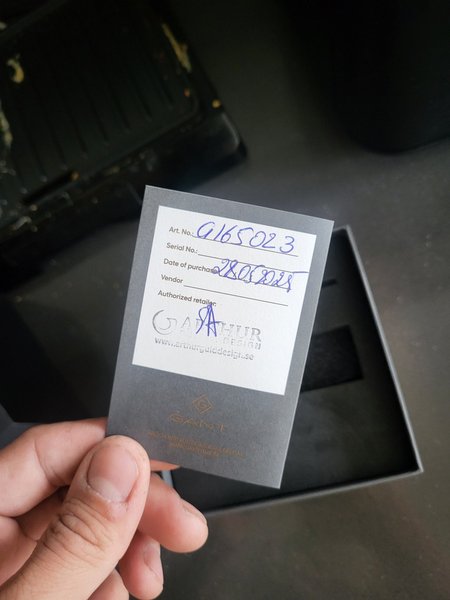 Art. No.: G165023
Serial No.:
Date of purchase 28.05.2025
Vendor
Authorized retailer:
ARTHUR
DESIGN
www.arthurgolddesign.se
GANT